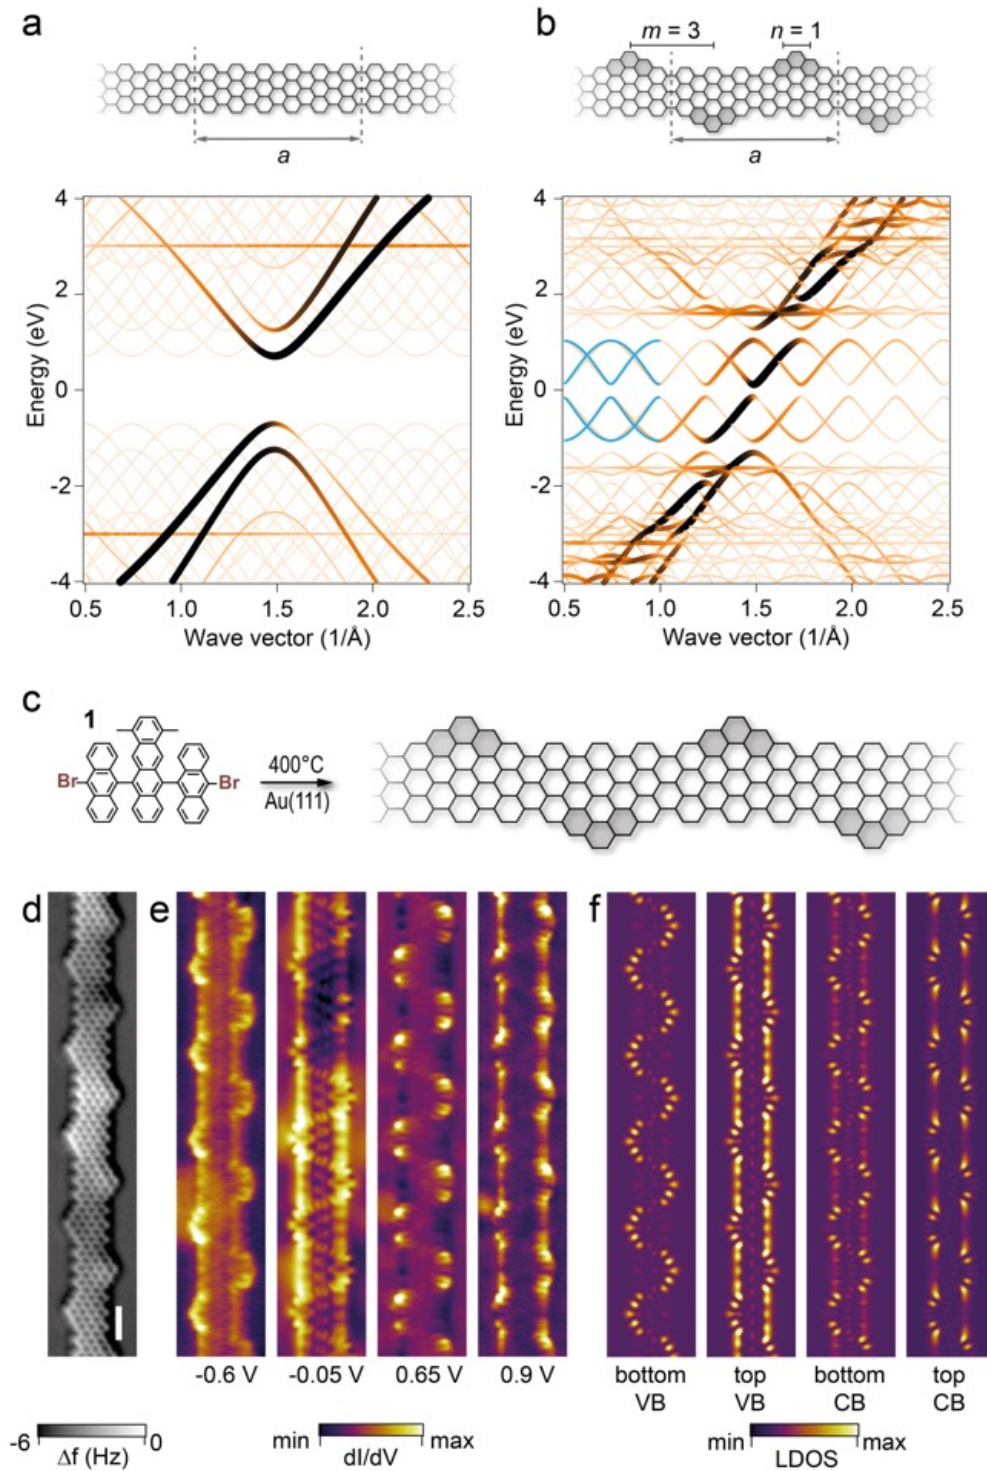 a
b
m = 3
n = 1
a
a
4
2
0
-2
-4
Energy (eV)
0.5 1.0 1.5 2.0 2.5
Wave vector (1/Å)
4
2
0
-2
-4
Energy (eV)
0.5 1.0 1.5 2.0 2.5
Wave vector (1/Å)
c
1
Br
Br
400°C
Au(111)
d
e
f
-0.6 V
-0.05 V
0.65 V
0.9 V
bottom
VB
top
VB
bottom
CB
top
CB
-6
0
Δf (Hz)
min
max
dI/dV
min
max
LDOS